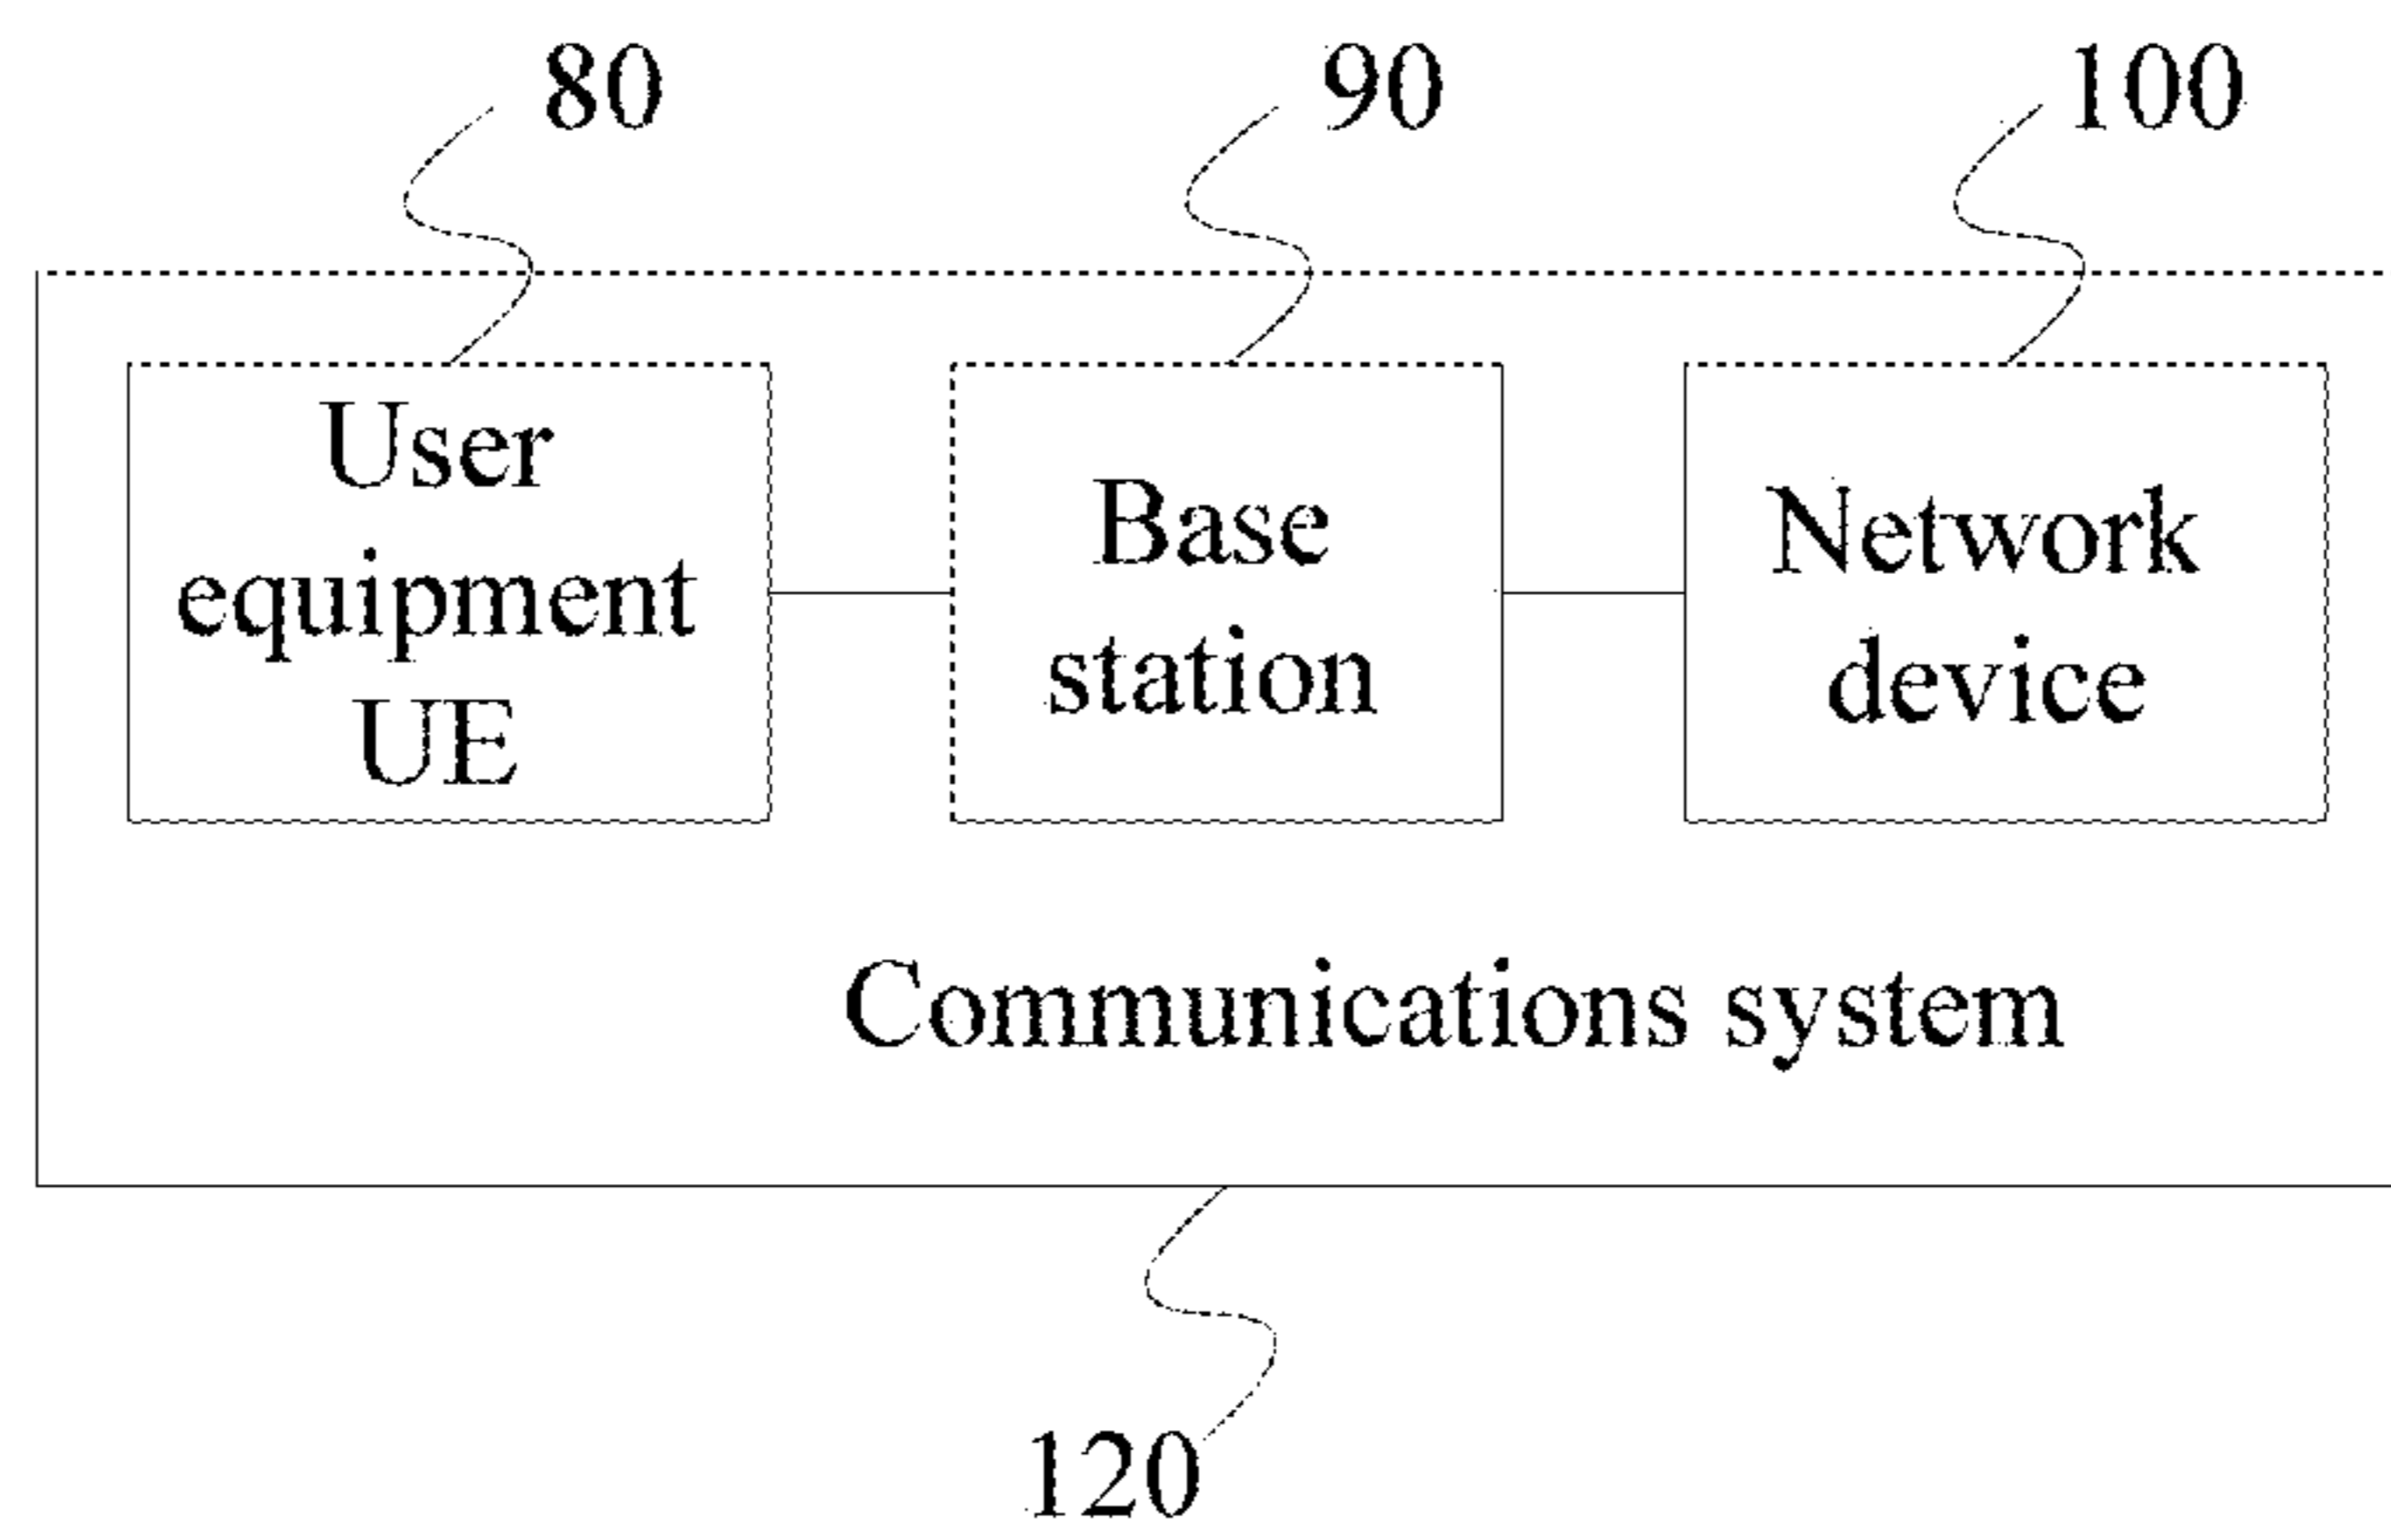 80
90
100
User
equipment
UE
Base
station
Network
device
Communications system
120